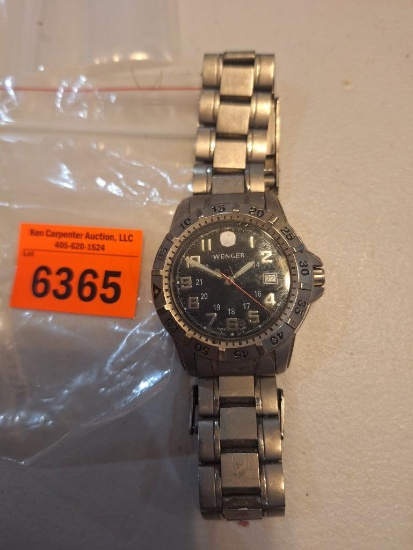 Ken Carpenter Auction, LLC
405-620-1524
Lot
6365
WENGER